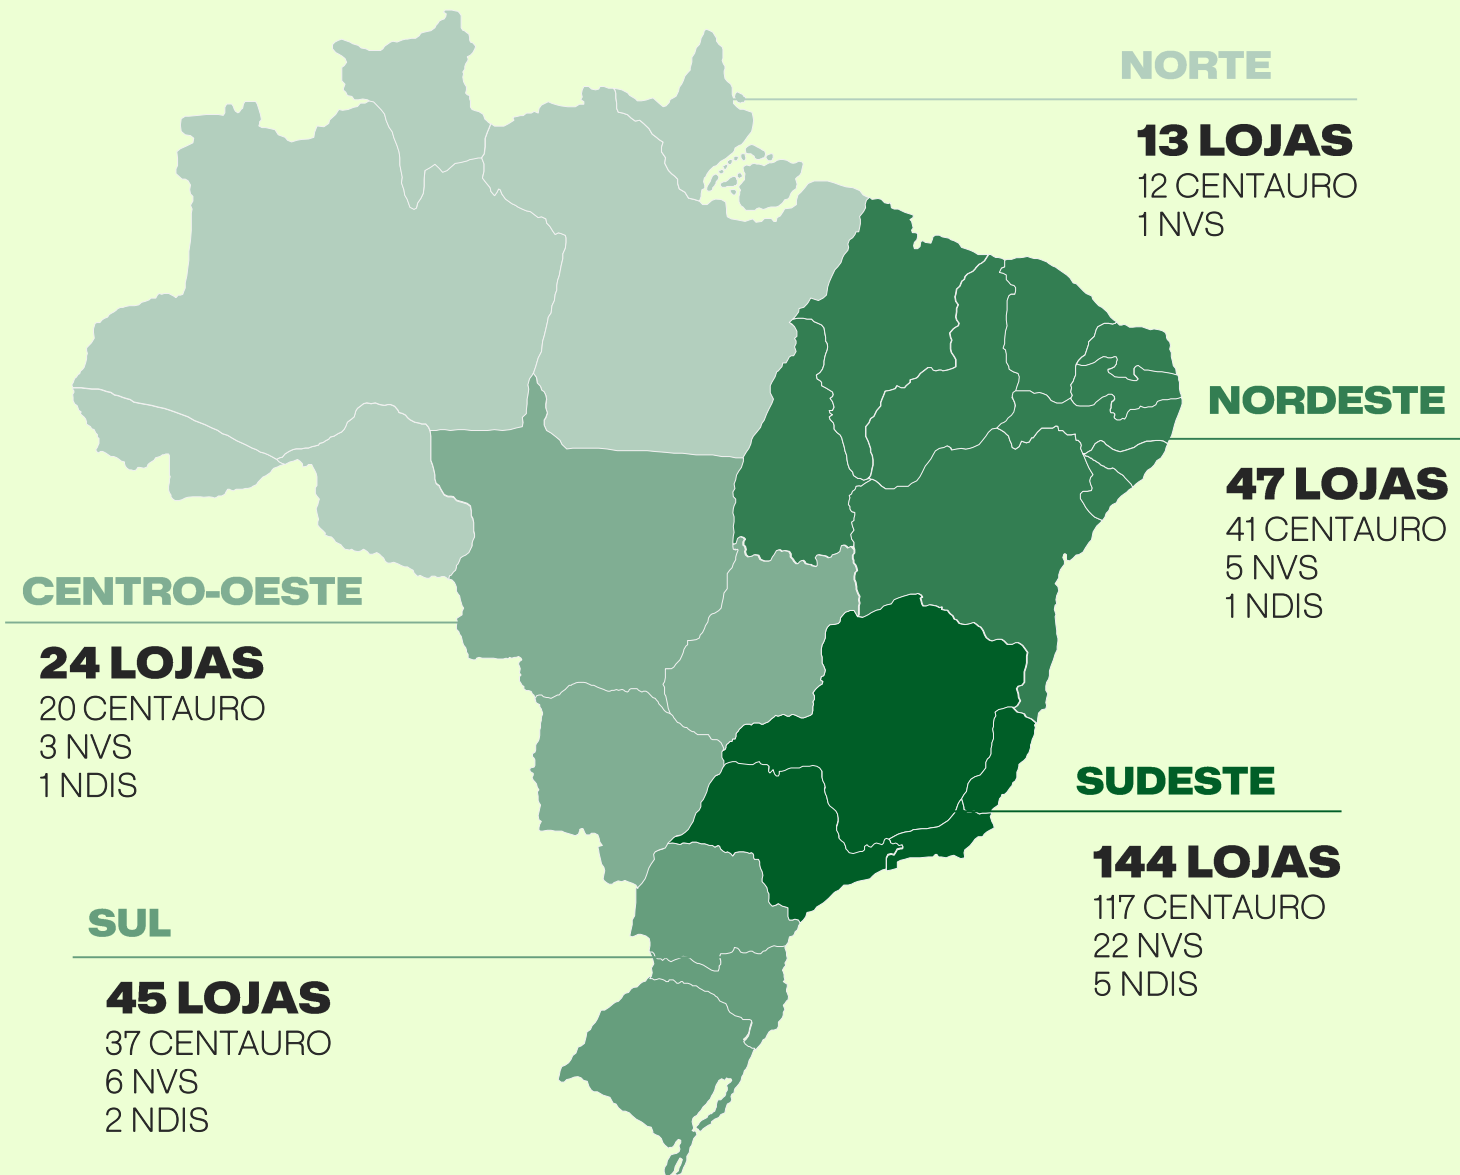 NORTE
13 LOJAS
12 CENTAURO
1 NVS
NORDESTE
47 LOJAS
41 CENTAURO
5 NVS
1 NDIS
CENTRO-OESTE
24 LOJAS
20 CENTAURO
3 NVS
1 NDIS
SUDESTE
144 LOJAS
117 CENTAURO
22 NVS
5 NDIS
SUL
45 LOJAS
37 CENTAURO
6 NVS
2 NDIS